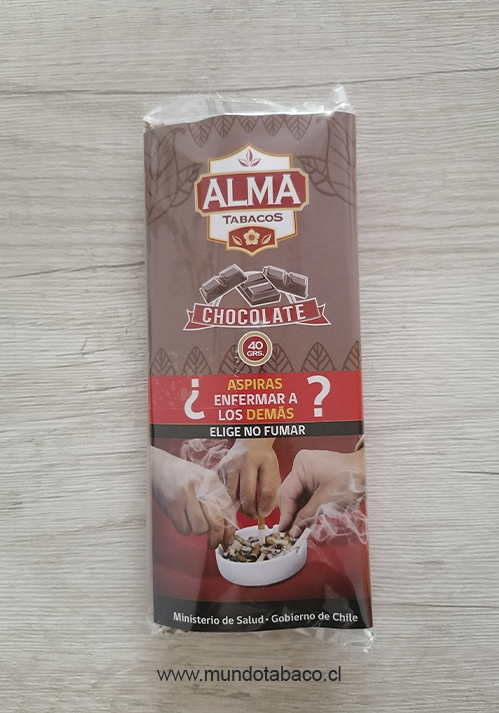 ALMA
TABACOS
CHOCOLATE
40
GRS.
¿ ASPIRAS
ENFERMAR A
LOS DEMÁS ?
ELIGE NO FUMAR
Ministerio de Salud • Gobierno de Chile
www.mundotabaco.cl